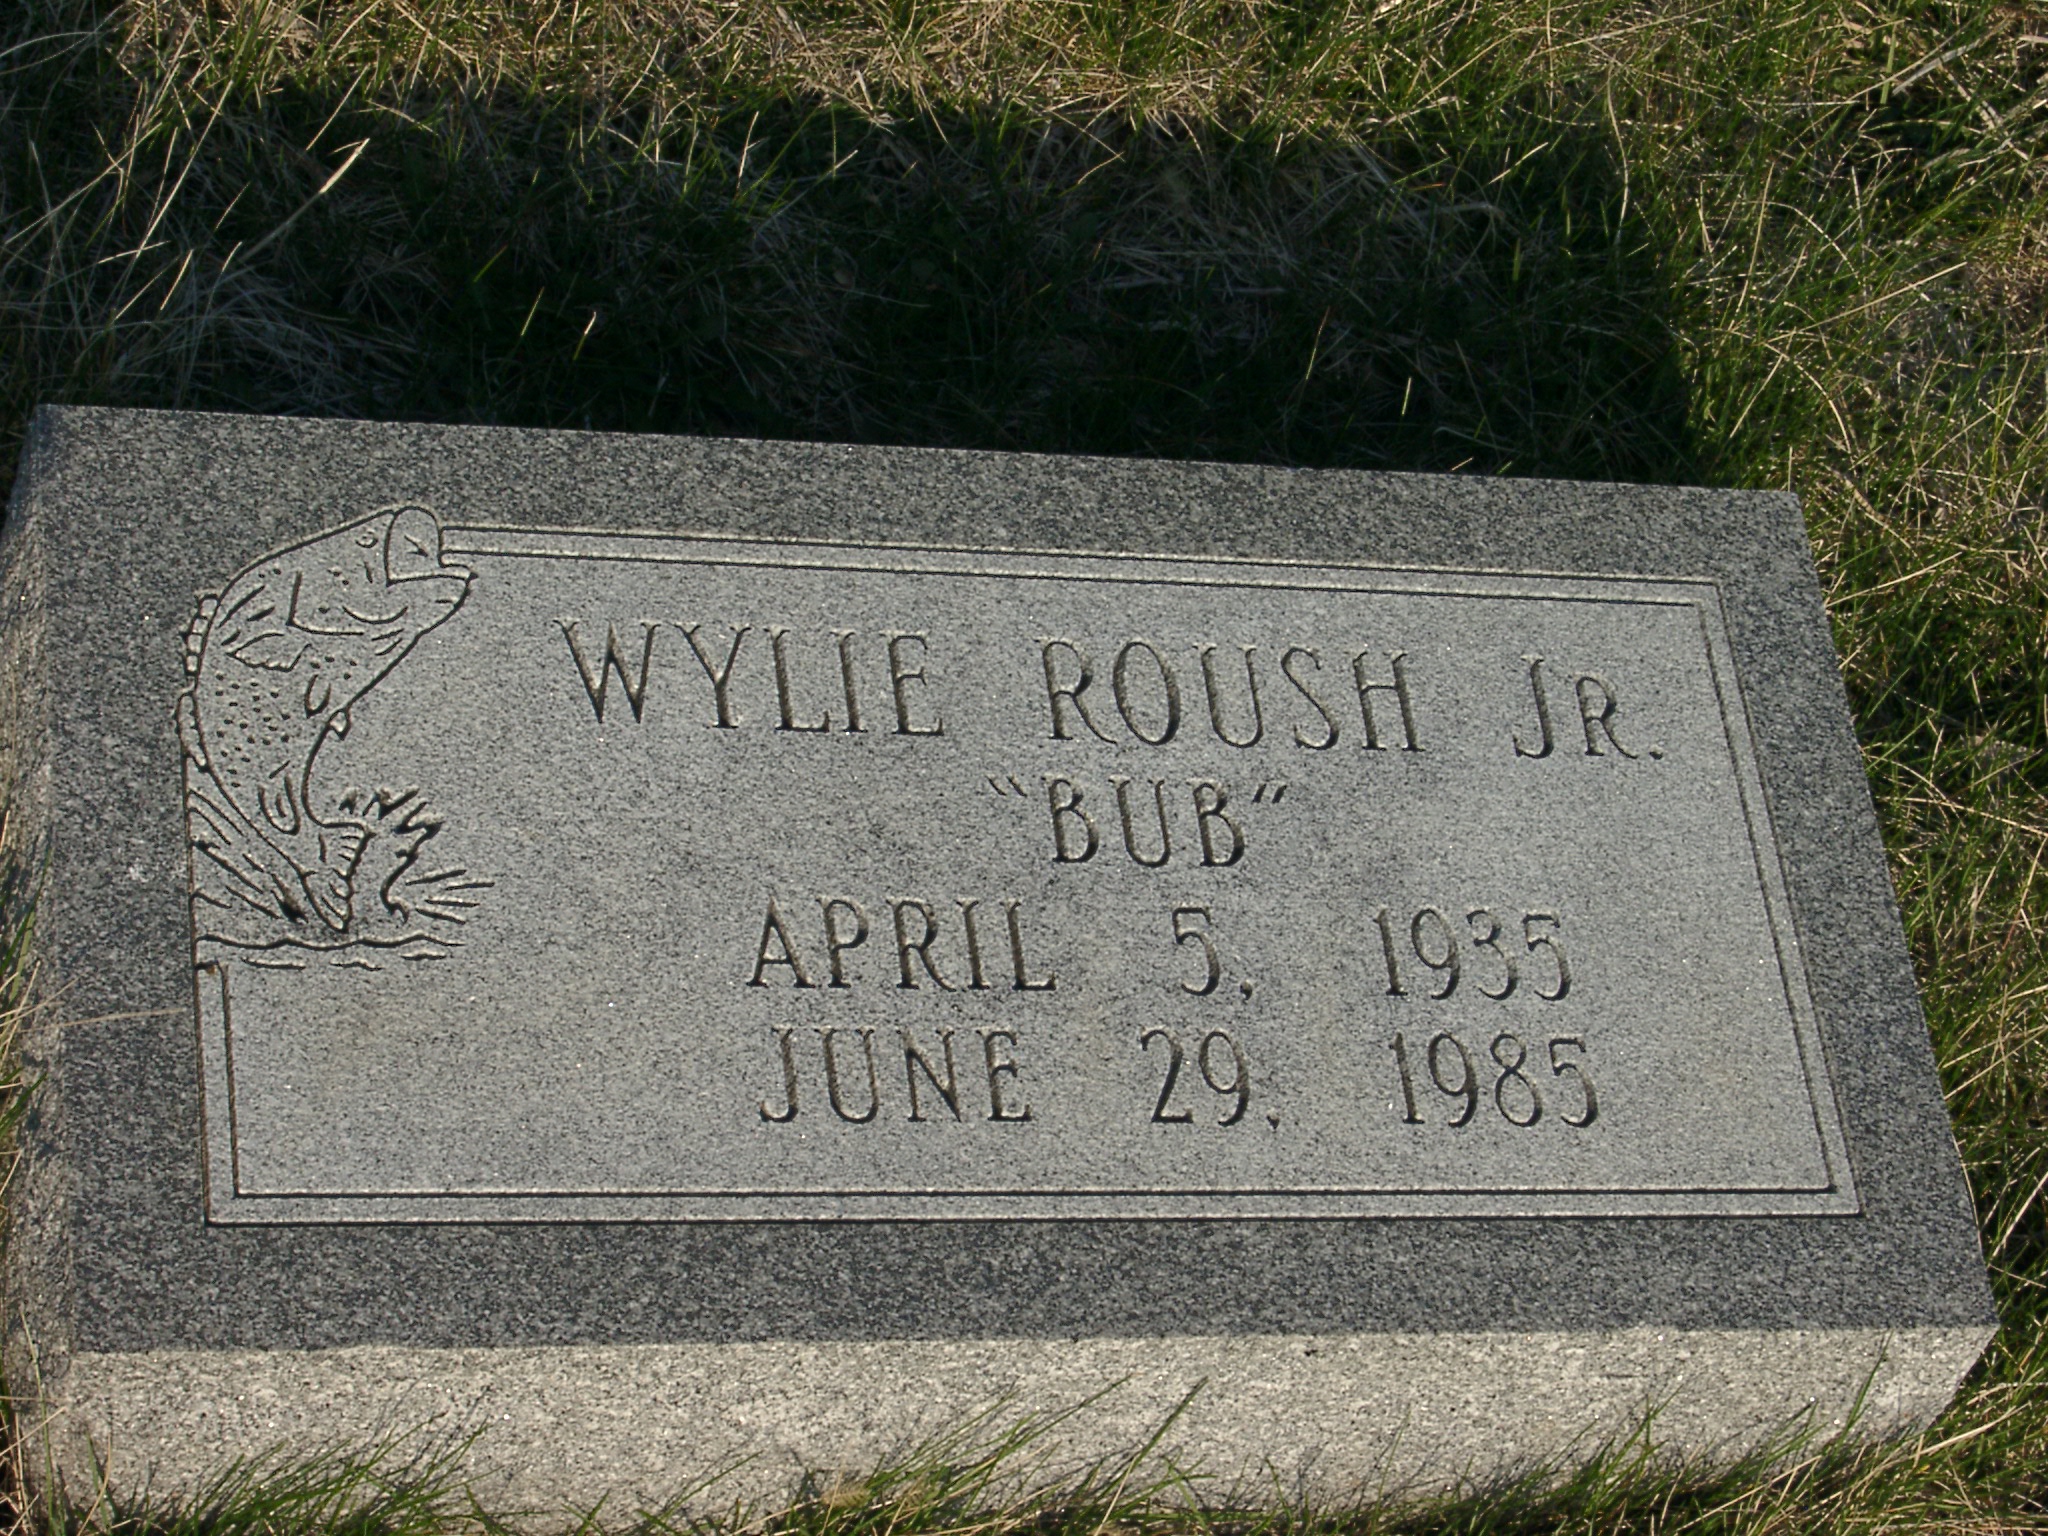 WYLIE ROUSH JR.
"BUB"
APRIL 5, 1935
JUNE 29, 1985